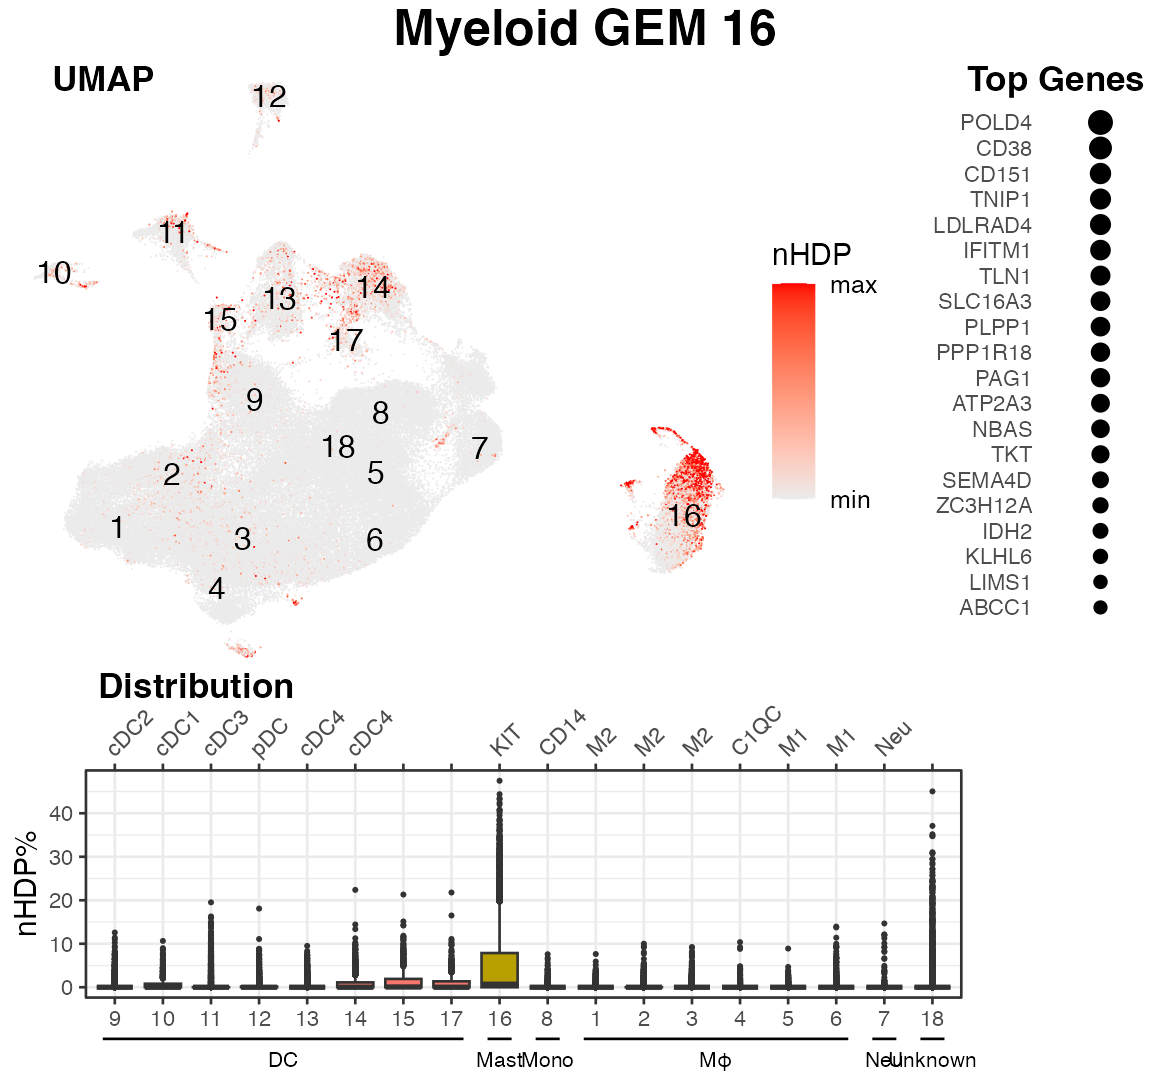 Myeloid GEM 16
UMAP
12
11
10
13
14
15
17
9
8
18
7
2
5
1
3
6
4
16
nHDP
max
min
Top Genes
POLD4
CD38
CD151
TNIP1
LDLRAD4
IFITM1
TLN1
SLC16A3
PLPP1
PPP1R18
PAG1
ATP2A3
NBAS
TKT
SEMA4D
ZC3H12A
IDH2
KLHL6
LIMS1
ABCC1
Distribution
cDC2 cDC1 cDC3 pDC cDC4 cDC4 KIT CD14 M2 M2 M2 C1QC M1 M1 Neu
nHDP%
40
30
20
10
0
9 10 11 12 13 14 15 17 16 8 1 2 3 4 5 6 7 18
DC Mast Mono Mφ Neu Unknown